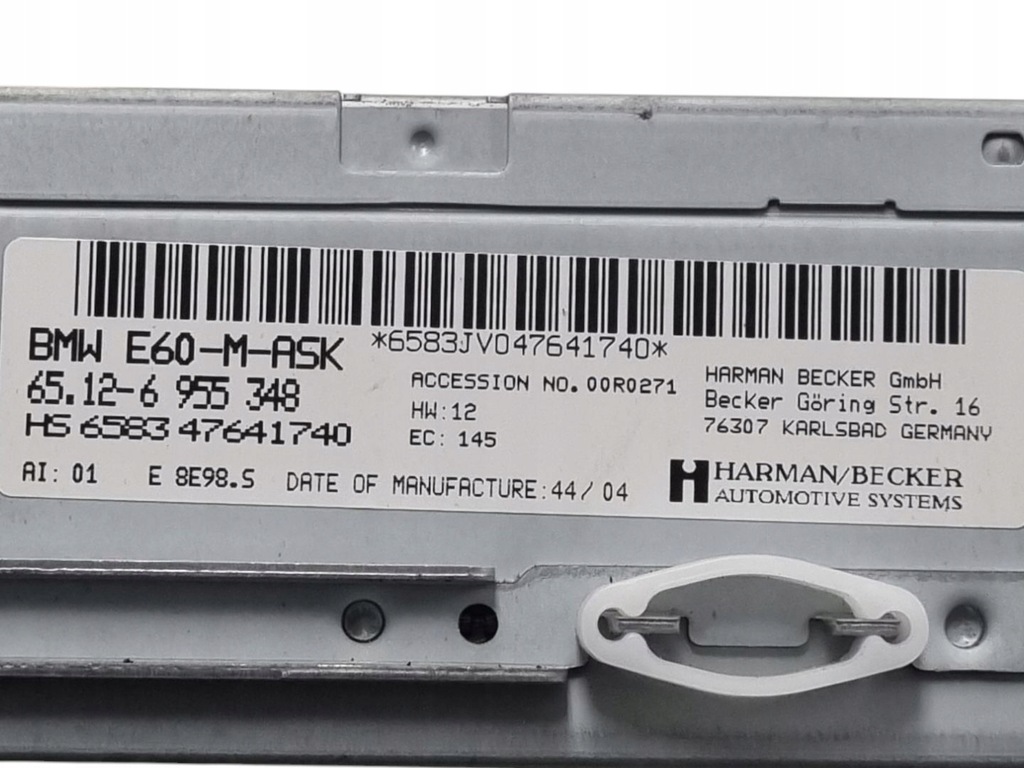 *6583JV047641740*
BMW E60-M-ASK
65.12-6 955 348
HS 6583 47641740
AI: 01 E 8E98.S DATE OF MANUFACTURE:44/04
ACCESSION NO.00R0271
HW:12
EC: 145
HARMAN BECKER GmbH
Becker Göring Str. 16
76307 KARLSBAD GERMANY
HARMAN/BECKER
AUTOMOTIVE SYSTEMS